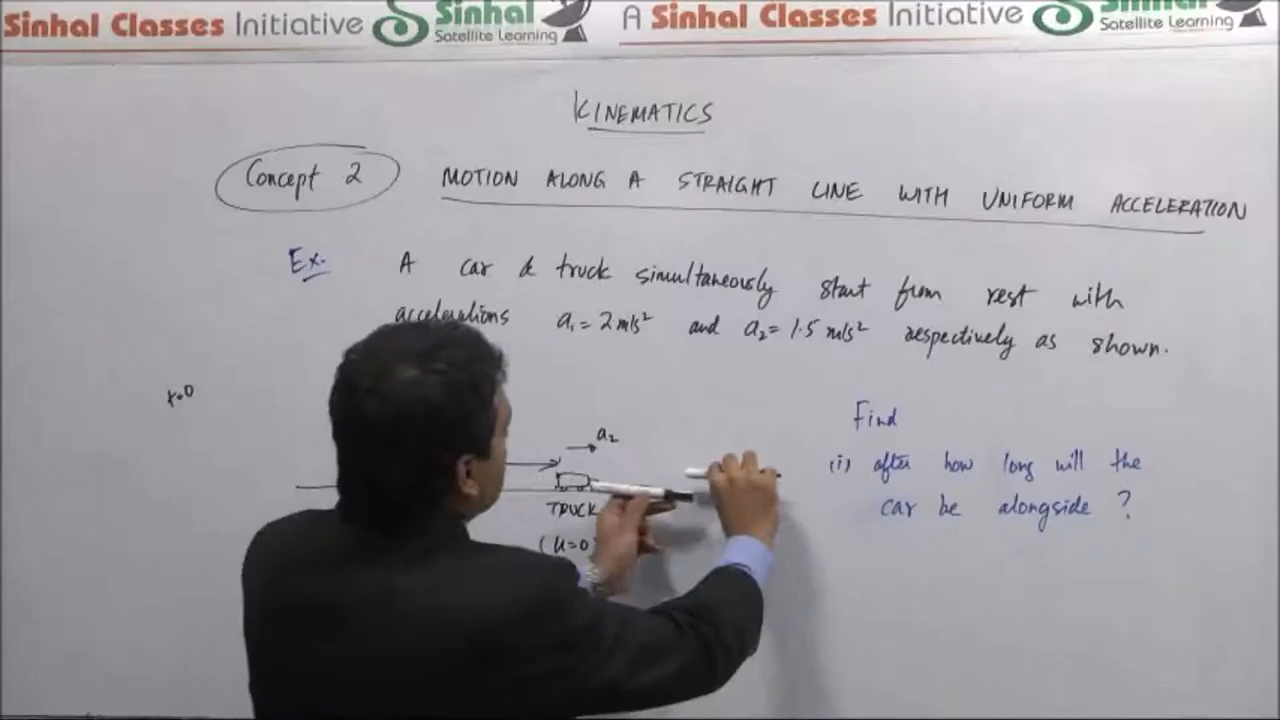 Sinhal Classes Initiative Sinhal Satellite Learning A Sinhal Classes Initiative Sinhal Satellite Learning
KINEMATICS
Concept 2 MOTION ALONG A STRAIGHT LINE WITH UNIFORM ACCELERATION
Ex. A car & truck simultaneously start from rest with
accelerations a₁ = 2 m/s² and a₂ = 1.5 m/s² respectively as shown.
t=0
Find
a₂
(i) after how long will the
TRUCK
car be alongside ?
(u=0)